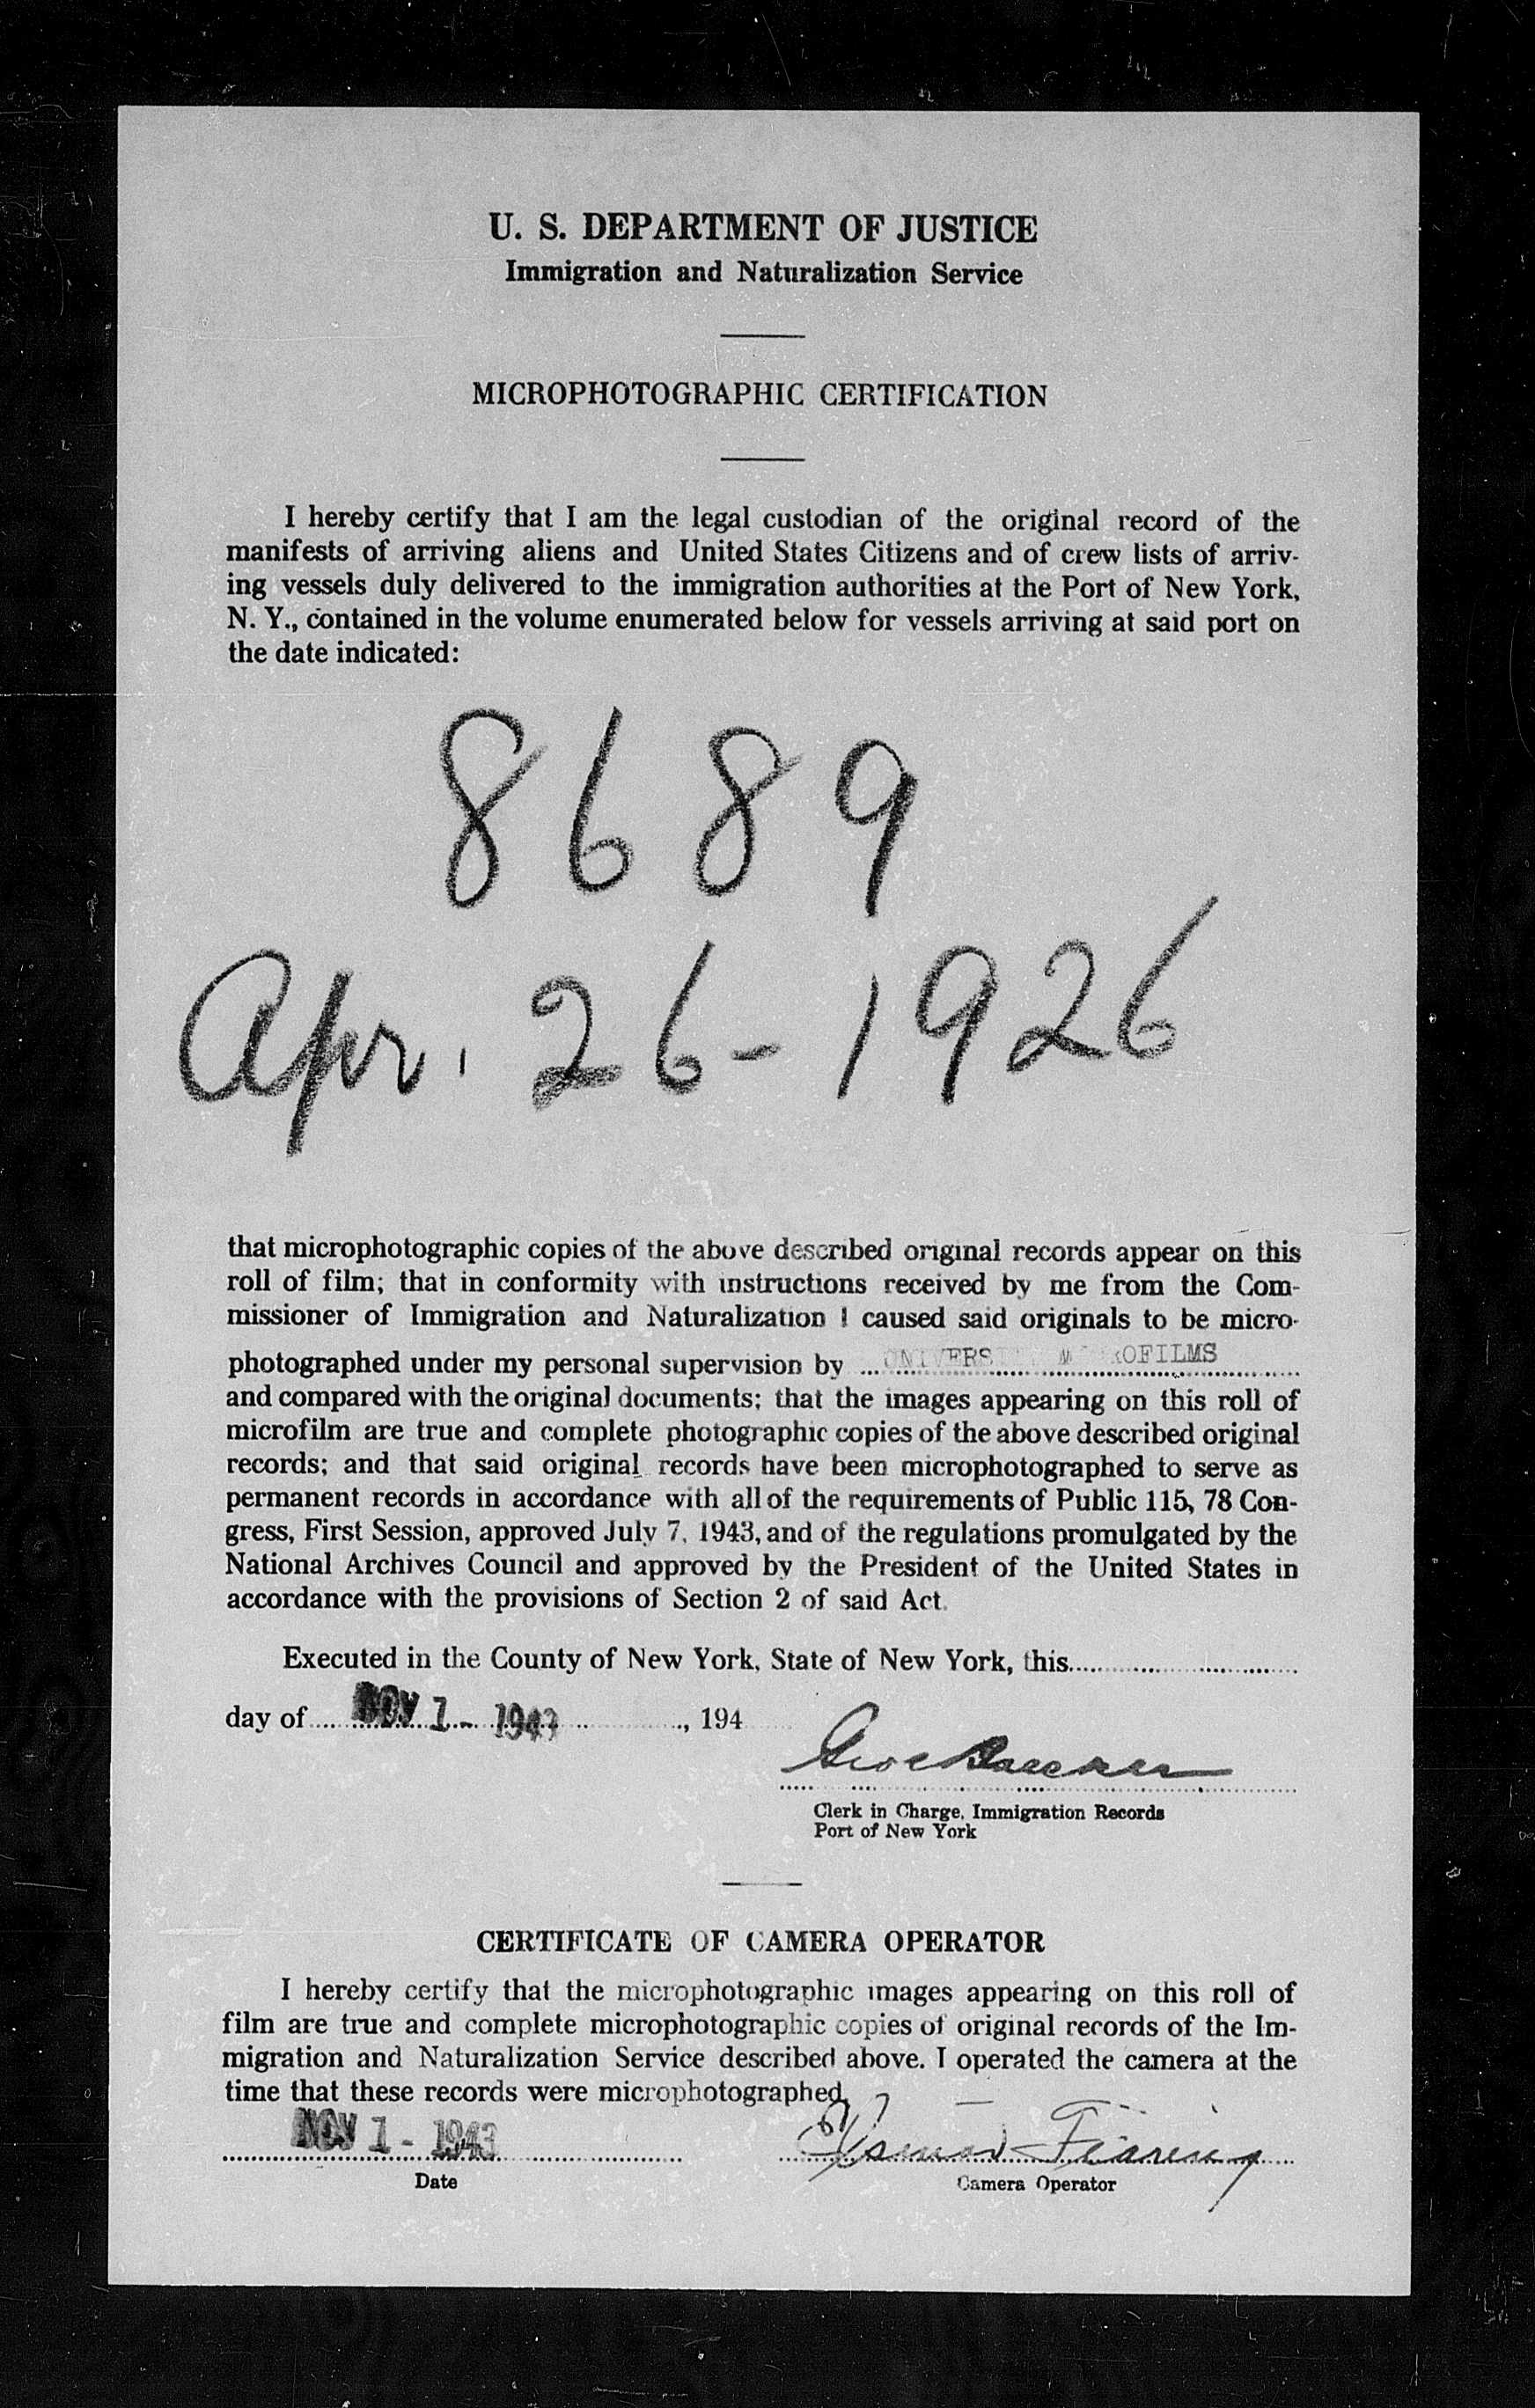 U. S. DEPARTMENT OF JUSTICE
Immigration and Naturalization Service
MICROPHOTOGRAPHIC CERTIFICATION
I hereby certify that I am the legal custodian of the original record of the
manifests of arriving aliens and United States Citizens and of crew lists of arriv-
ing vessels duly delivered to the immigration authorities at the Port of New York,
N. Y., contained in the volume enumerated below for vessels arriving at said port on
the date indicated:
8689
Apr. 26 - 1926
that microphotographic copies of the above described original records appear on this
roll of film; that in conformity with instructions received by me from the Com-
missioner of Immigration and Naturalization I caused said originals to be micro-
photographed under my personal supervision by
and compared with the original documents; that the images appearing on this roll of
microfilm are true and complete photographic copies of the above described original
records; and that said original records have been microphotographed to serve as
permanent records in accordance with all of the requirements of Public 115, 78 Con-
gress, First Session, approved July 7, 1943, and of the regulations promulgated by the
National Archives Council and approved by the President of the United States in
accordance with the provisions of Section 2 of said Act.
Executed in the County of New York, State of New York, this
day of NOV 1 - 1943, 194
Clerk in Charge, Immigration Records
Port of New York
CERTIFICATE OF CAMERA OPERATOR
I hereby certify that the microphotographic images appearing on this roll of
film are true and complete microphotographic copies of original records of the Im-
migration and Naturalization Service described above. I operated the camera at the
time that these records were microphotographed.
NOV 1 - 1943
Date
Camera Operator